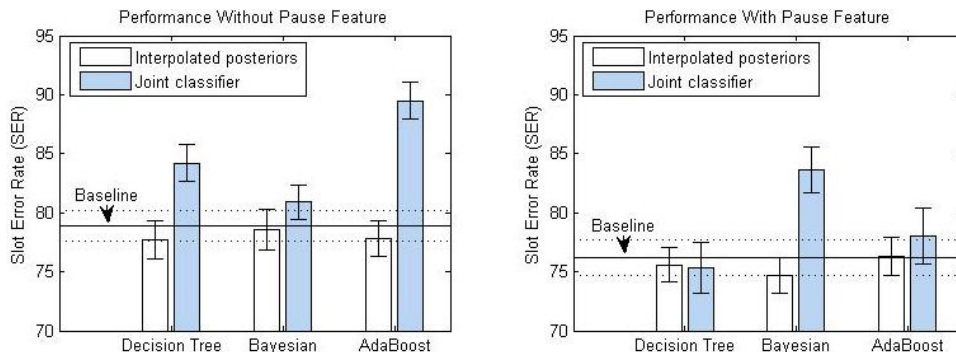 Performance Without Pause Feature
95
90
85
80
75
70
Slot Error Rate (SER)
Interpolated posteriors
Joint classifier
Baseline
Decision Tree Bayesian AdaBoost
Performance With Pause Feature
95
90
85
80
75
70
Slot Error Rate (SER)
Interpolated posteriors
Joint classifier
Baseline
Decision Tree Bayesian AdaBoost